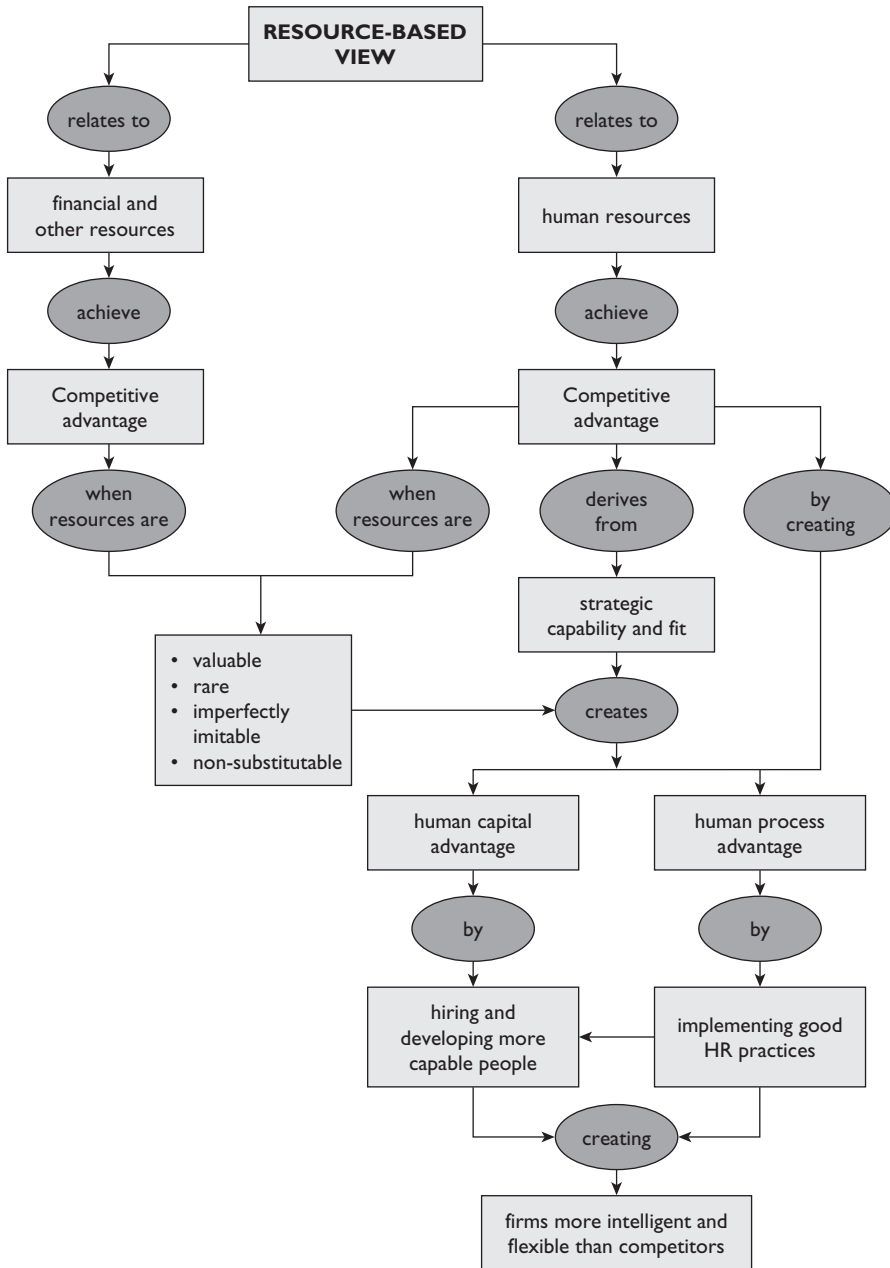 RESOURCE-BASED
VIEW
relates to
relates to
financial and
other resources
human resources
achieve
achieve
Competitive
advantage
Competitive
advantage
when
resources are
when
resources are
derives
from
by
creating
strategic
capability and fit
• valuable
• rare
• imperfectly
imitable
• non-substitutable
creates
human capital
advantage
human process
advantage
by
by
hiring and
developing more
capable people
implementing good
HR practices
creating
firms more intelligent and
flexible than competitors